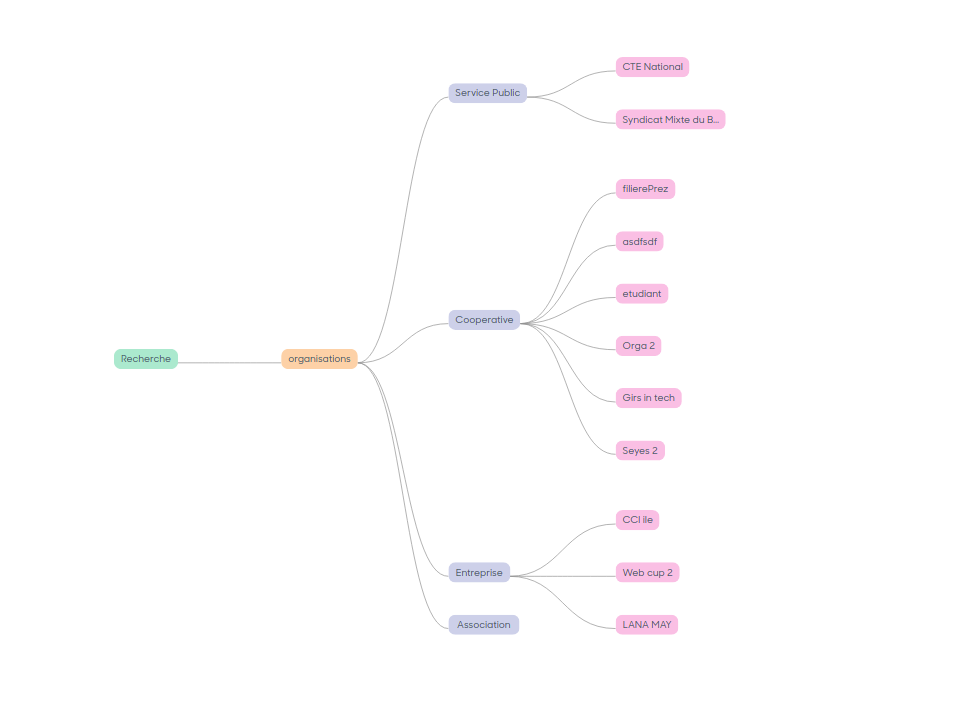 CTE National
Service Public
Syndicat Mixte du B...
filierePrez
asdfsdf
etudiant
Cooperative
Orga 2
Recherche
organisations
Girs in tech
Seyes 2
CCI ile
Entreprise
Web cup 2
Association
LANA MAY